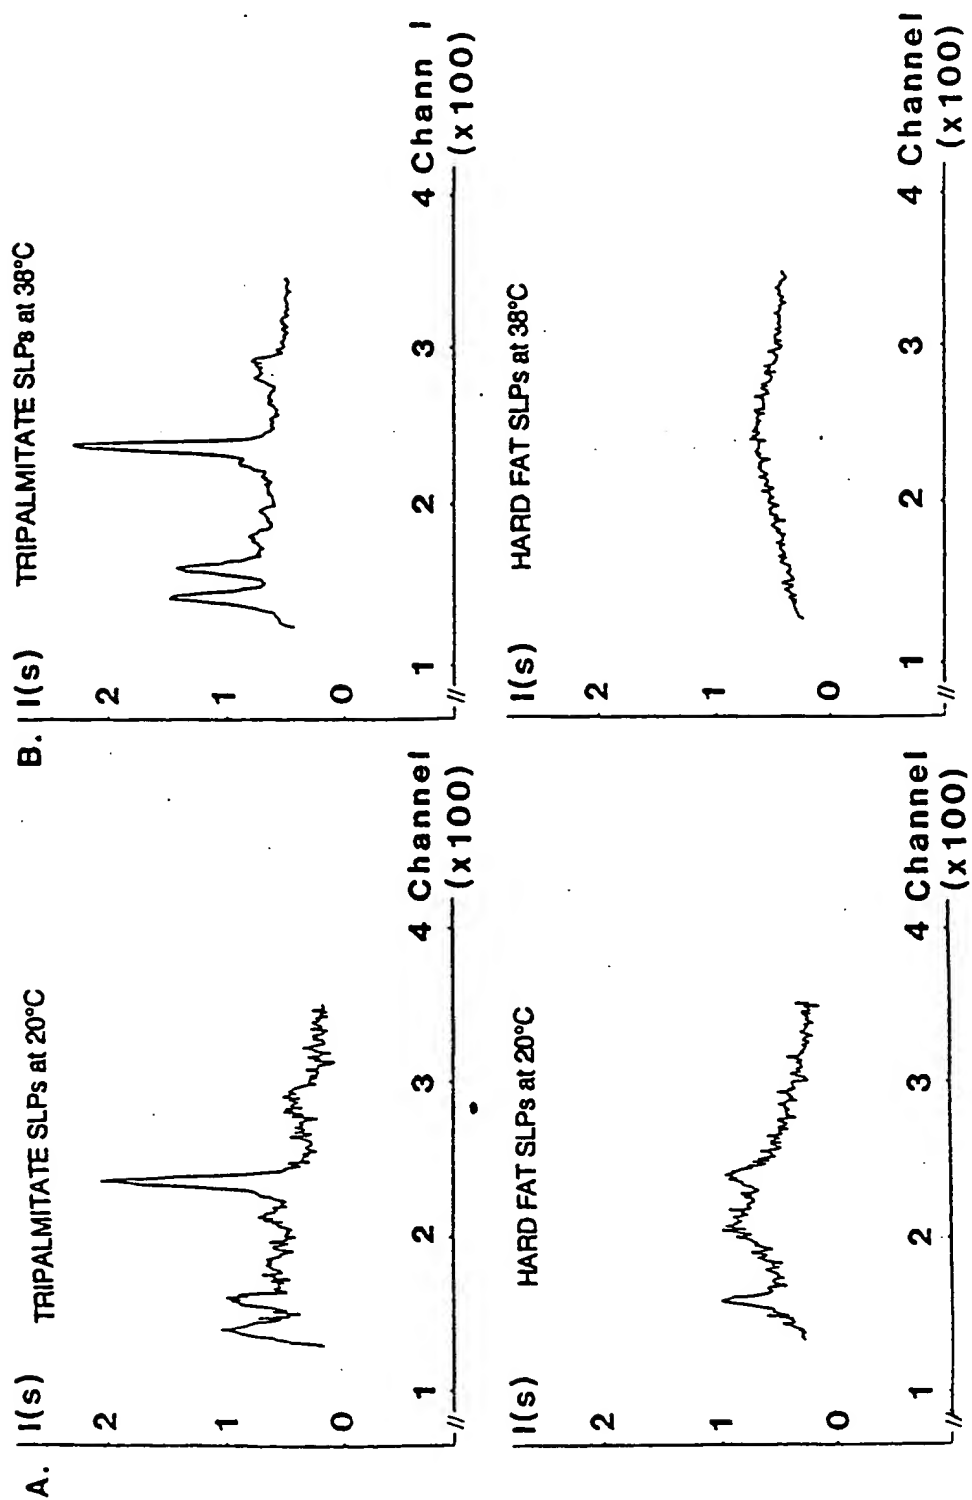 A.
I(s)
TRIPALMITATE SLPs at 20°C
2
1
0
1
2
3
4 Channel
(x100)
I(s)
HARD FAT SLPs at 20°C
2
1
0
1
2
3
4 Channel
(x100)
B.
I(s)
TRIPALMITATE SLPs at 38°C
2
1
0
1
2
3
4 Chann l
(x100)
I(s)
HARD FAT SLPs at 38°C
2
1
0
1
2
3
4 Channel
(x100)